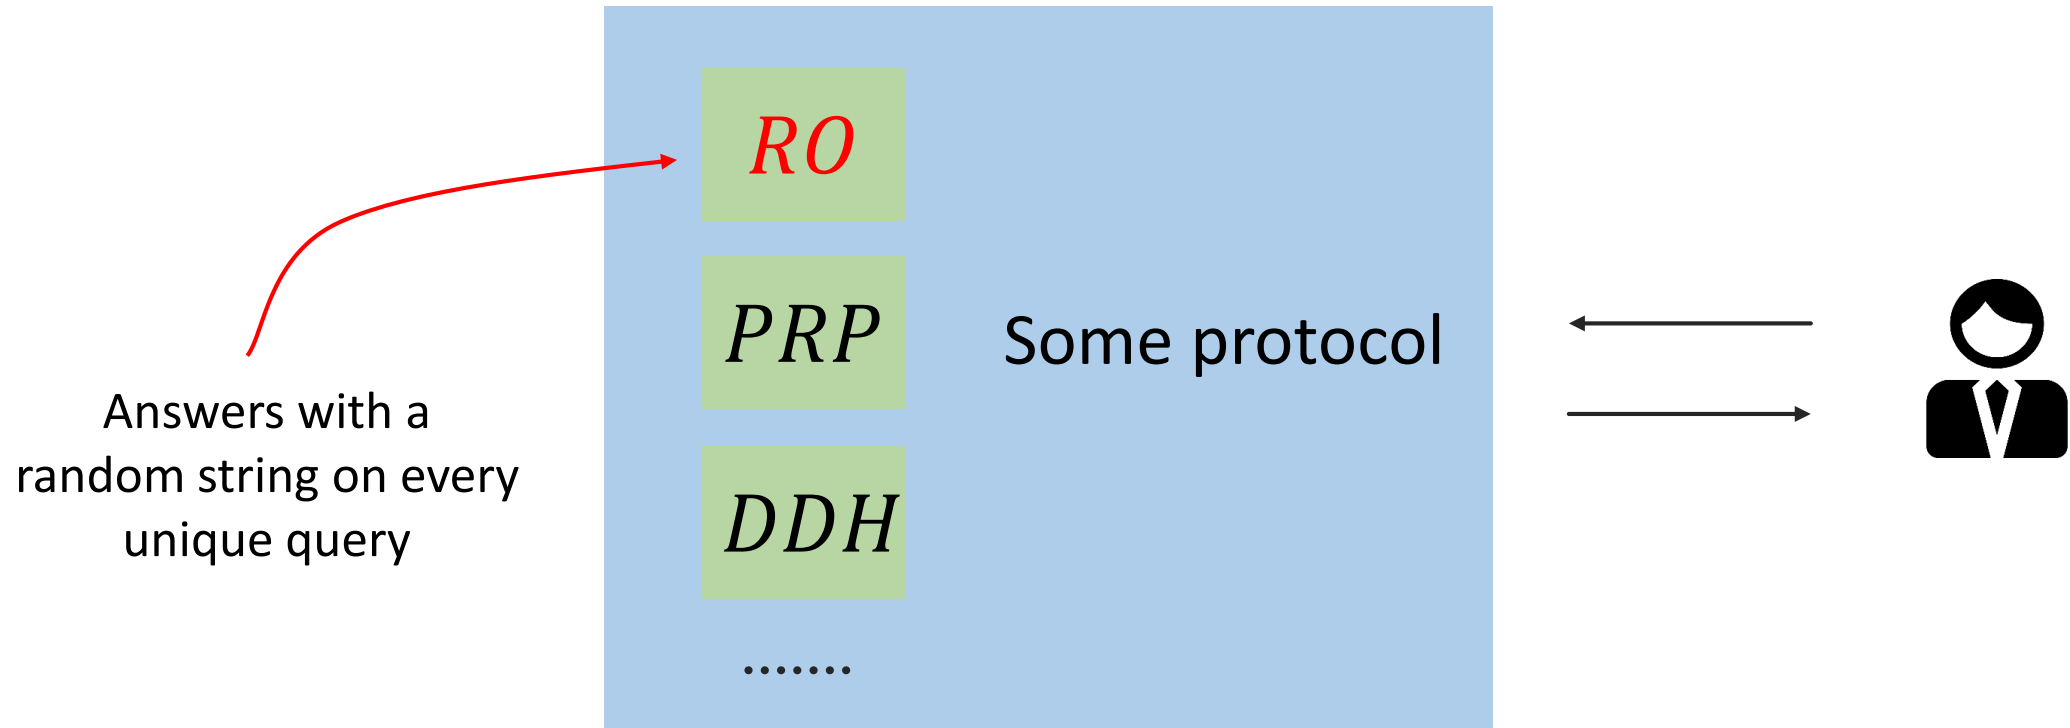 RO
PRP
Some protocol
Answers with a
random string on every
unique query
DDH
.......